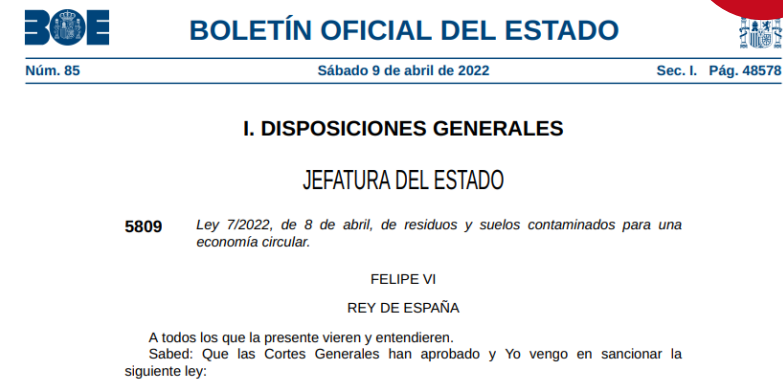 BOE
BOLETÍN OFICIAL DEL ESTADO
Núm. 85 Sábado 9 de abril de 2022 Sec. I. Pág. 48578
I. DISPOSICIONES GENERALES
JEFATURA DEL ESTADO
5809 Ley 7/2022, de 8 de abril, de residuos y suelos contaminados para una
economía circular.
FELIPE VI
REY DE ESPAÑA
A todos los que la presente vieren y entendieren.
Sabed: Que las Cortes Generales han aprobado y Yo vengo en sancionar la
siguiente ley: